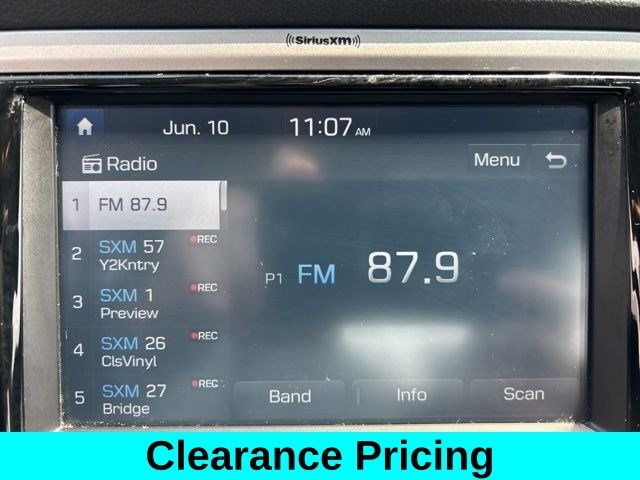 ((SiriusXM))
Jun. 10 11:07 AM
Radio Menu
1 FM 87.9
2 SXM 57 REC
Y2Kntry
3 SXM 1 REC
Preview
4 SXM 26 REC
ClsVinyl
5 SXM 27 REC
Bridge
P1 FM 87.9
Band Info Scan
Clearance Pricing